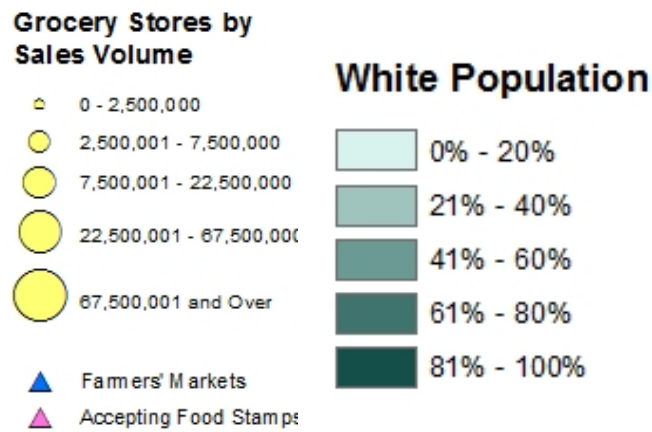 Grocery Stores by
Sales Volume
0 - 2,500,000
2,500,001 - 7,500,000
7,500,001 - 22,500,000
22,500,001 - 67,500,000
67,500,001 and Over
Farmers' Markets
Accepting Food Stamps
White Population
0% - 20%
21% - 40%
41% - 60%
61% - 80%
81% - 100%